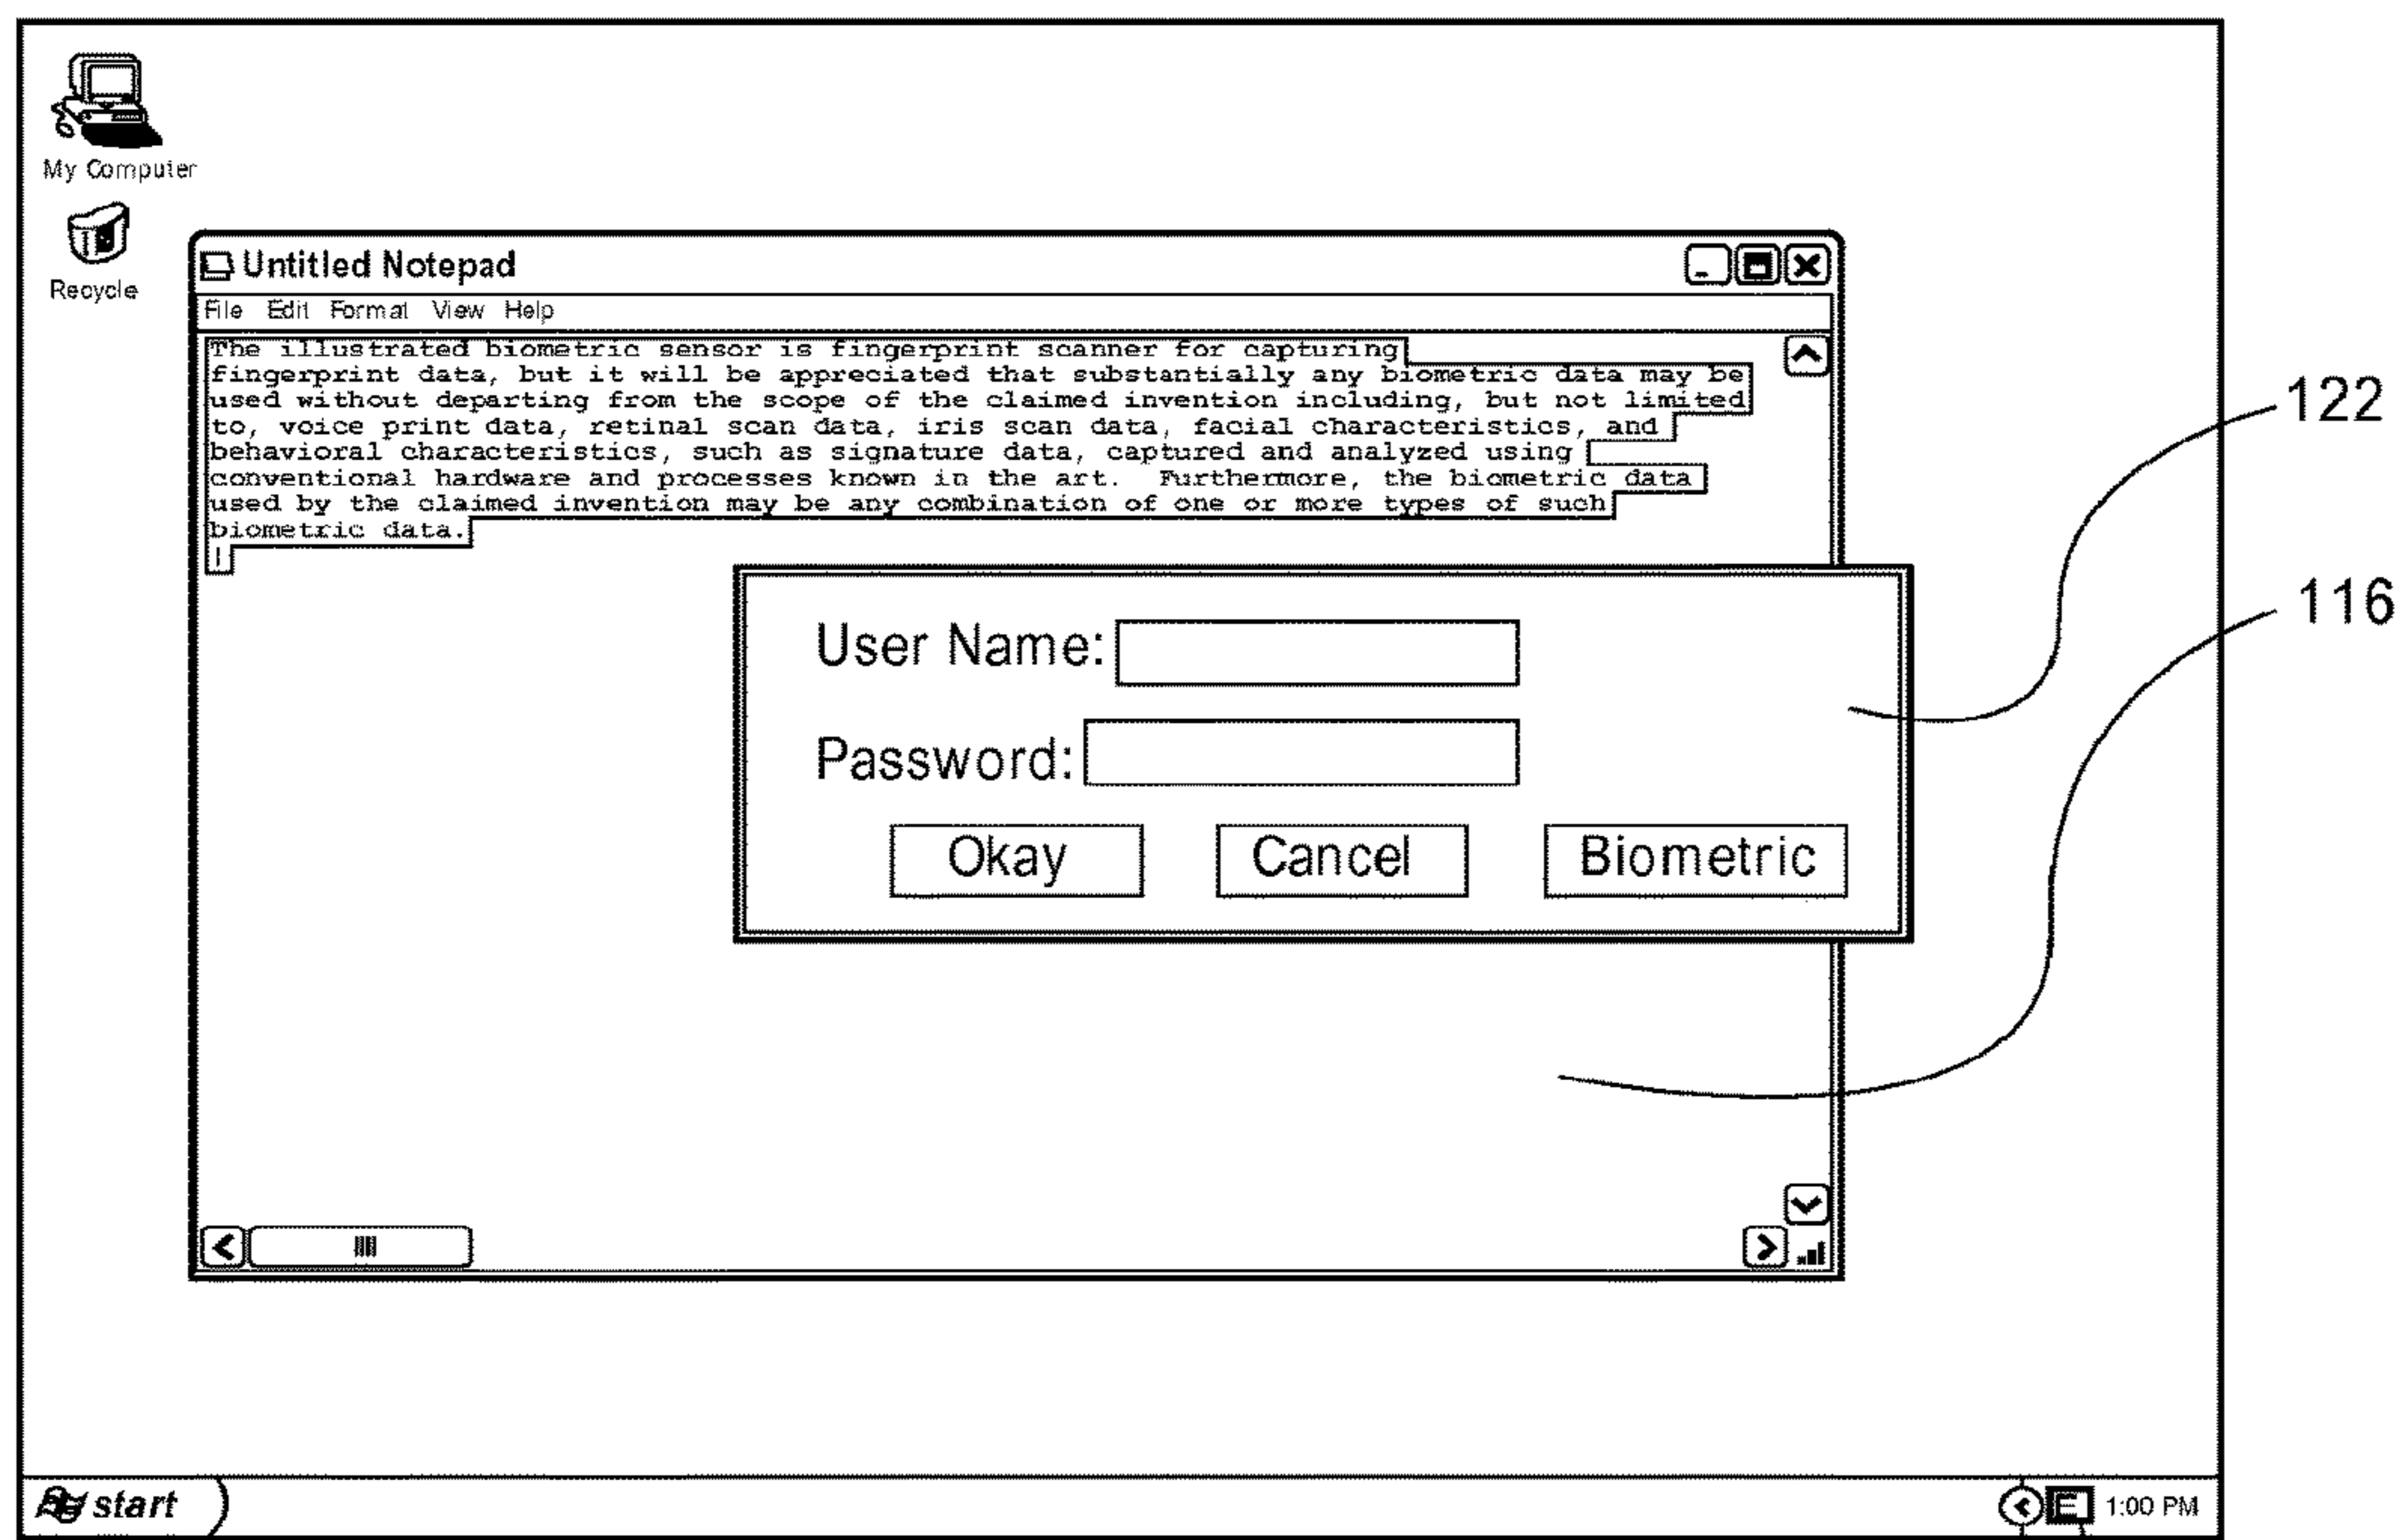 My Computer
Recycle
Untitled Notepad
File Edit Format View Help
The illustrated biometric sensor is fingerprint scanner for capturing
fingerprint data, but it will be appreciated that substantially any biometric data may be
used without departing from the scope of the claimed invention including, but not limited
to, voice print data, retinal scan data, iris scan data, facial characteristics, and
behavioral characteristics, such as signature data, captured and analyzed using
conventional hardware and processes known in the art. Furthermore, the biometric data
used by the claimed invention may be any combination of one or more types of such
biometric data.
122
116
User Name:
Password:
Okay Cancel Biometric
start
E 1:00 PM